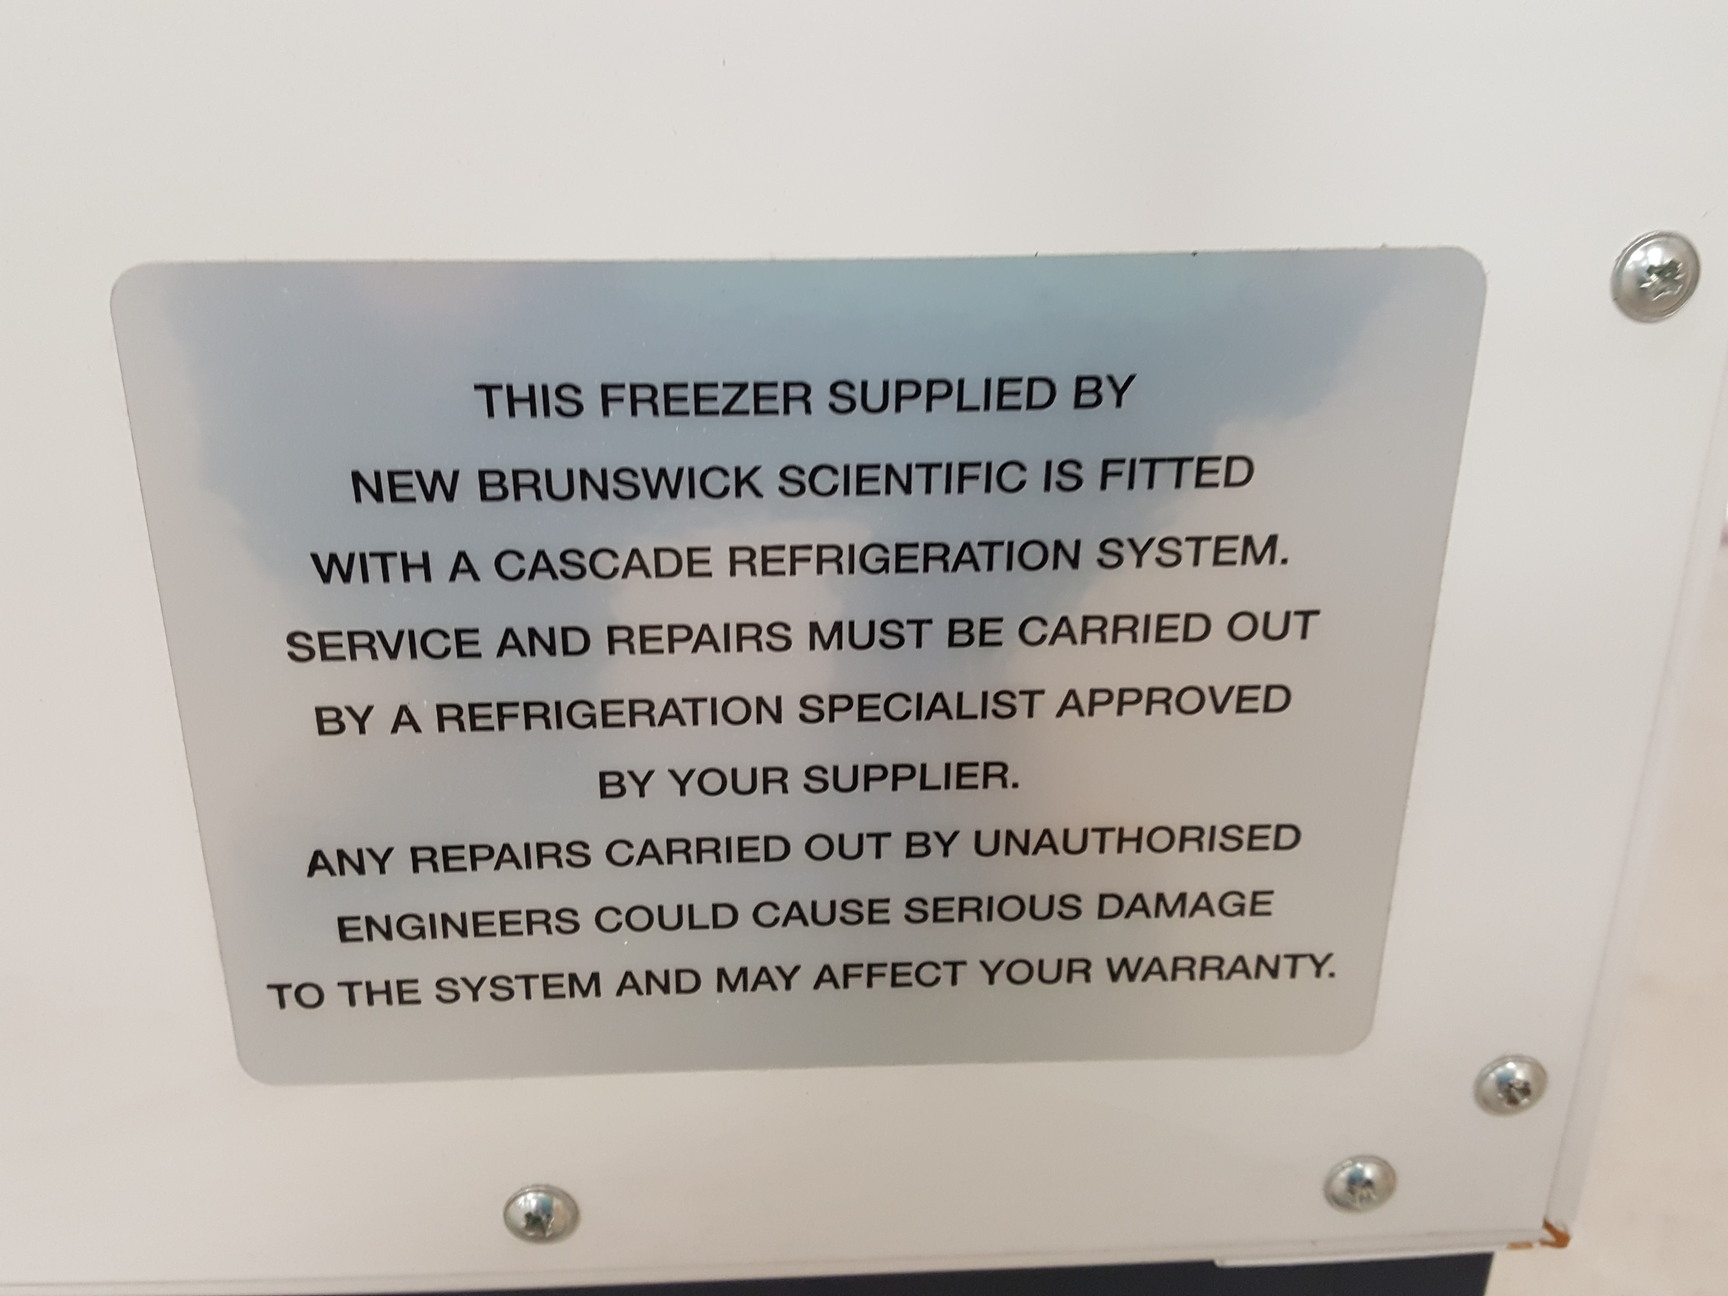 THIS FREEZER SUPPLIED BY
NEW BRUNSWICK SCIENTIFIC IS FITTED
WITH A CASCADE REFRIGERATION SYSTEM.
SERVICE AND REPAIRS MUST BE CARRIED OUT
BY A REFRIGERATION SPECIALIST APPROVED
BY YOUR SUPPLIER.
ANY REPAIRS CARRIED OUT BY UNAUTHORISED
ENGINEERS COULD CAUSE SERIOUS DAMAGE
TO THE SYSTEM AND MAY AFFECT YOUR WARRANTY.